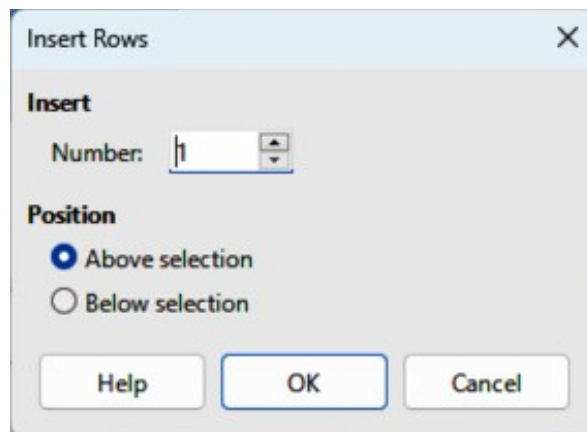 Insert Rows
Insert
Number: 1
Position
Above selection
Below selection
Help OK Cancel